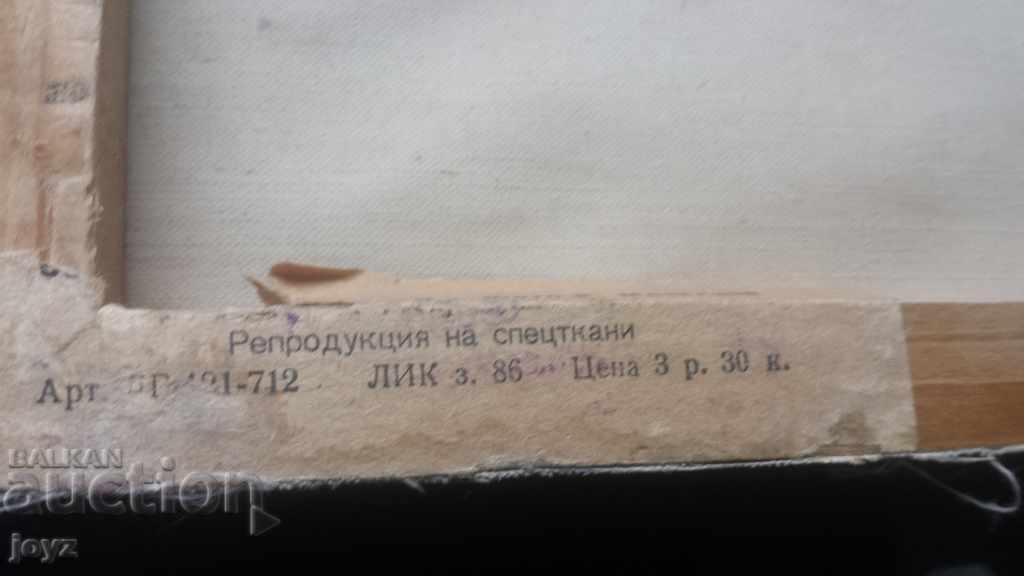 Репродукция на спецткани
Арт. ЛИК з. 86 Цена 3 р. 30 к.
BALKAN
auction
joyz